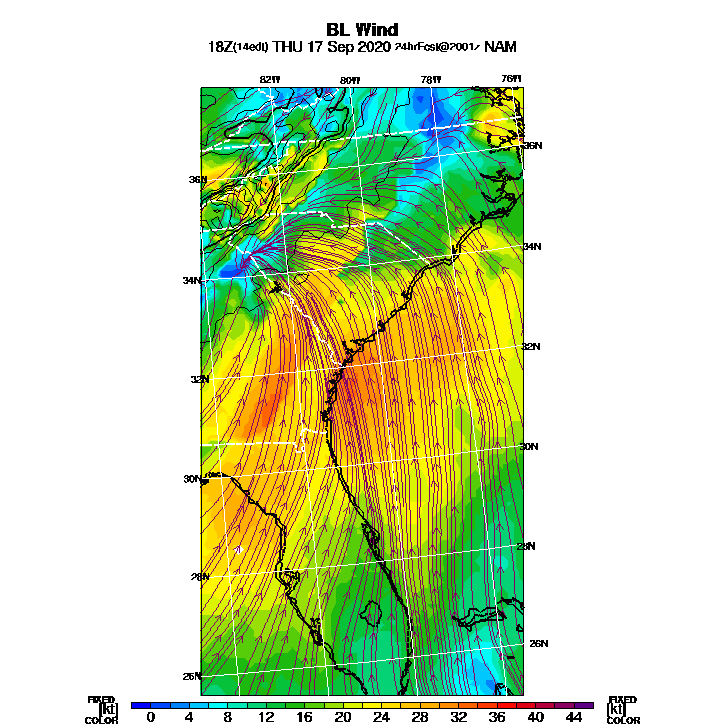 BL Wind
18Z(14edt) THU 17 Sep 2020 24hrFcst@2001z NAM
82W 80W 78W 76W
36N
36N
34N
34N
32N
32N
30N
30N
28N
28N
26N
26N
FIXED FIXED
[kt] 0 4 8 12 16 20 24 28 32 36 40 44 [kt]
COLOR COLOR